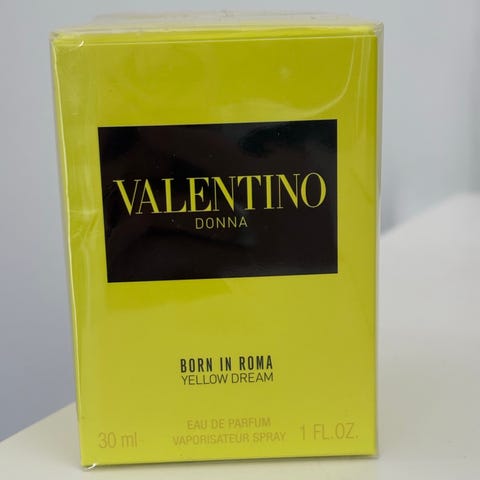 VALENTINO
DONNA
BORN IN ROMA
YELLOW DREAM
EAU DE PARFUM
30 ml VAPORISATEUR SPRAY 1 FL.OZ.